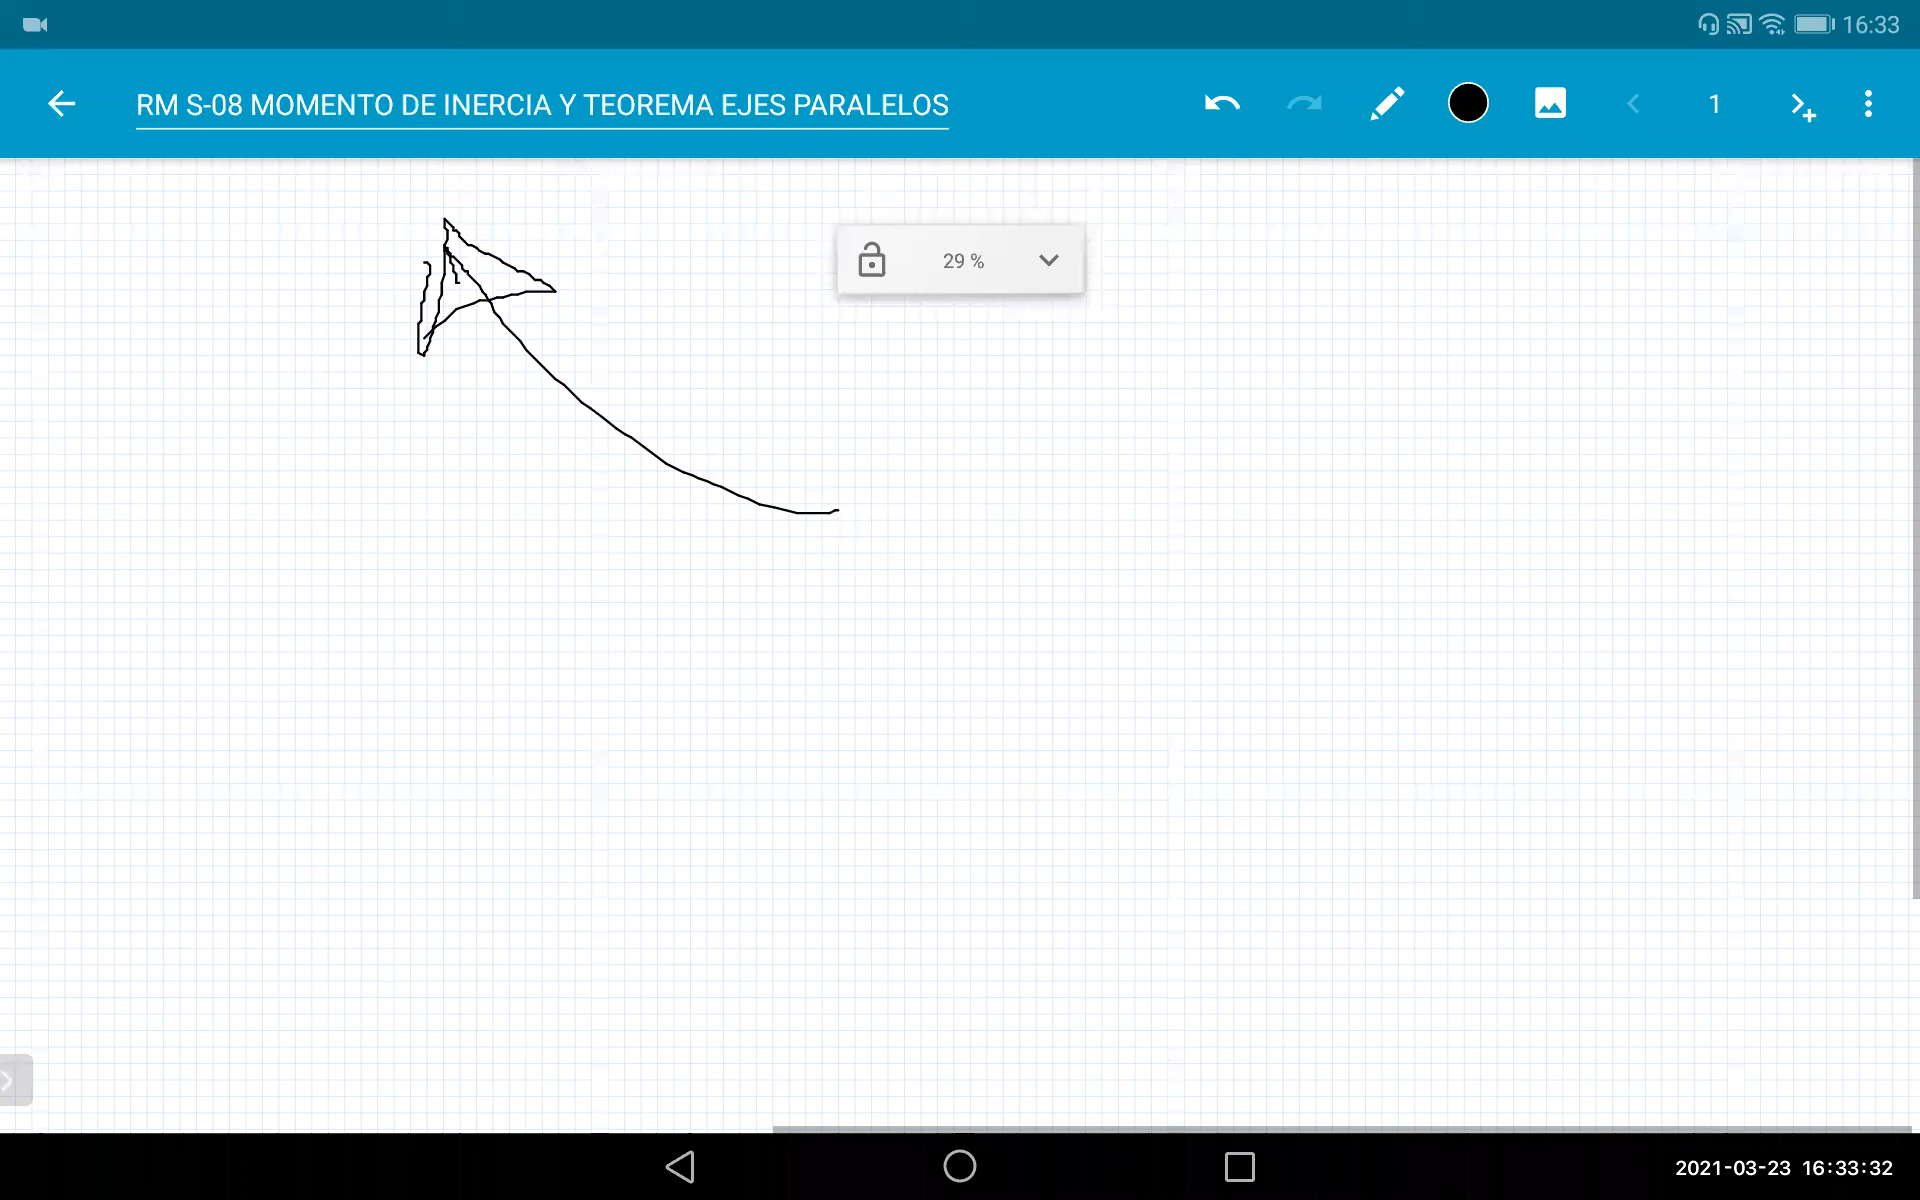 16:33
RM S-08 MOMENTO DE INERCIA Y TEOREMA EJES PARALELOS
1
29 %
2021-03-23 16:33:32